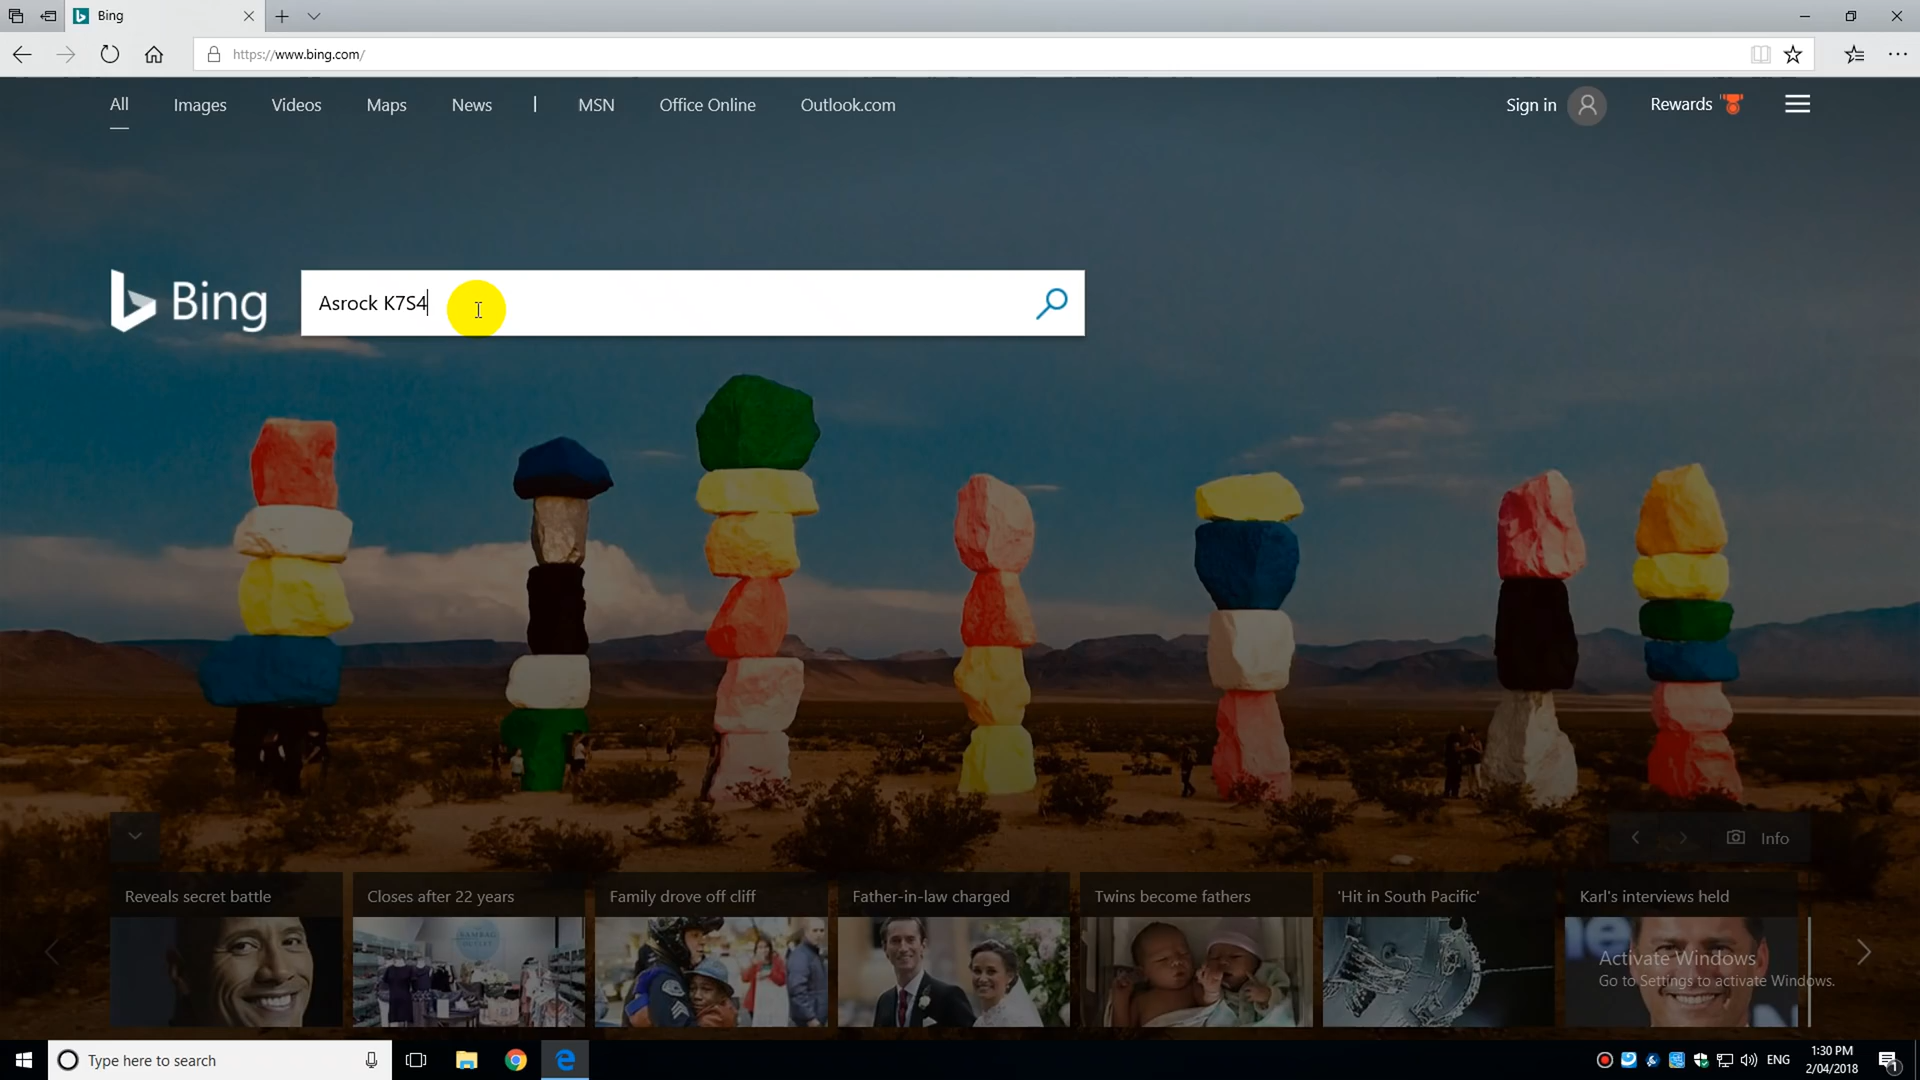 Bing
https://www.bing.com/
All Images Videos Maps News | MSN Office Online Outlook.com Sign in Rewards
Bing Asrock K7S4
Info
Reveals secret battle Closes after 22 years Family drove off cliff Father-in-law charged Twins become fathers 'Hit in South Pacific' Karl's interviews held
Activate Windows
Go to Settings to activate Windows.
Type here to search ENG 1:30 PM
2/04/2018 1